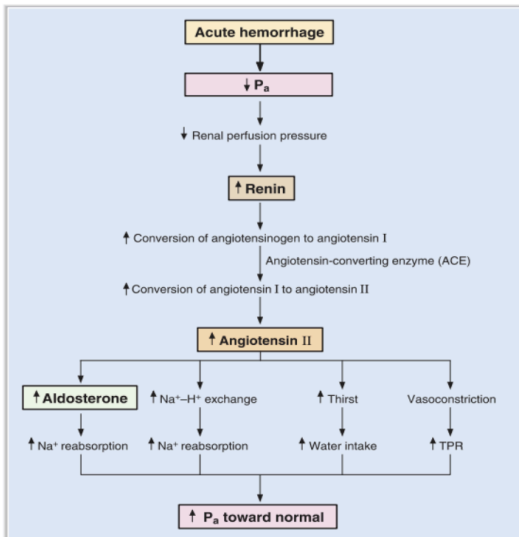 Acute hemorrhage
↓ Pa
↓ Renal perfusion pressure
↑ Renin
↑ Conversion of angiotensinogen to angiotensin I
Angiotensin-converting enzyme (ACE)
↑ Conversion of angiotensin I to angiotensin II
↑ Angiotensin II
↑ Aldosterone ↑ Na⁺–H⁺ exchange ↑ Thirst Vasoconstriction
↑ Na⁺ reabsorption ↑ Na⁺ reabsorption ↑ Water intake ↑ TPR
↑ Pa toward normal